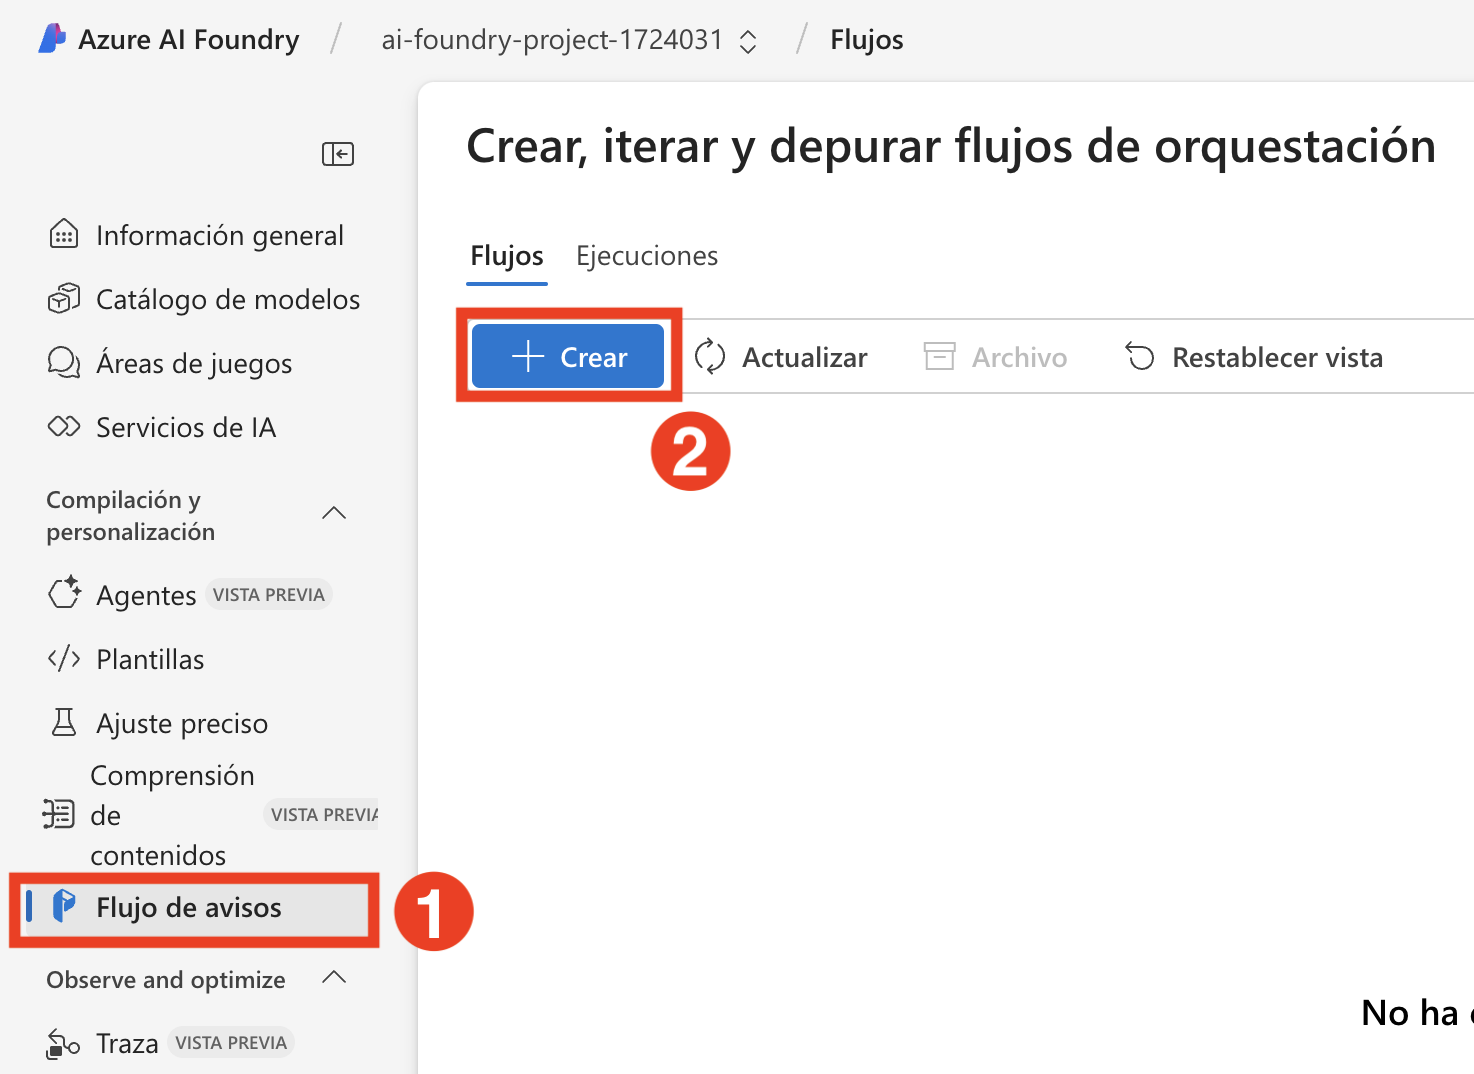 Azure AI Foundry / ai-foundry-project-1724031 / Flujos
Información general
Catálogo de modelos
Áreas de juegos
Servicios de IA
Compilación y
personalización
Agentes VISTA PREVIA
Plantillas
Ajuste preciso
Comprensión
de
contenidos
VISTA PREVIA
Flujo de avisos
1
Observe and optimize
Traza VISTA PREVIA
Crear, iterar y depurar flujos de orquestación
Flujos Ejecuciones
Crear Actualizar Archivo Restablecer vista
2
No ha